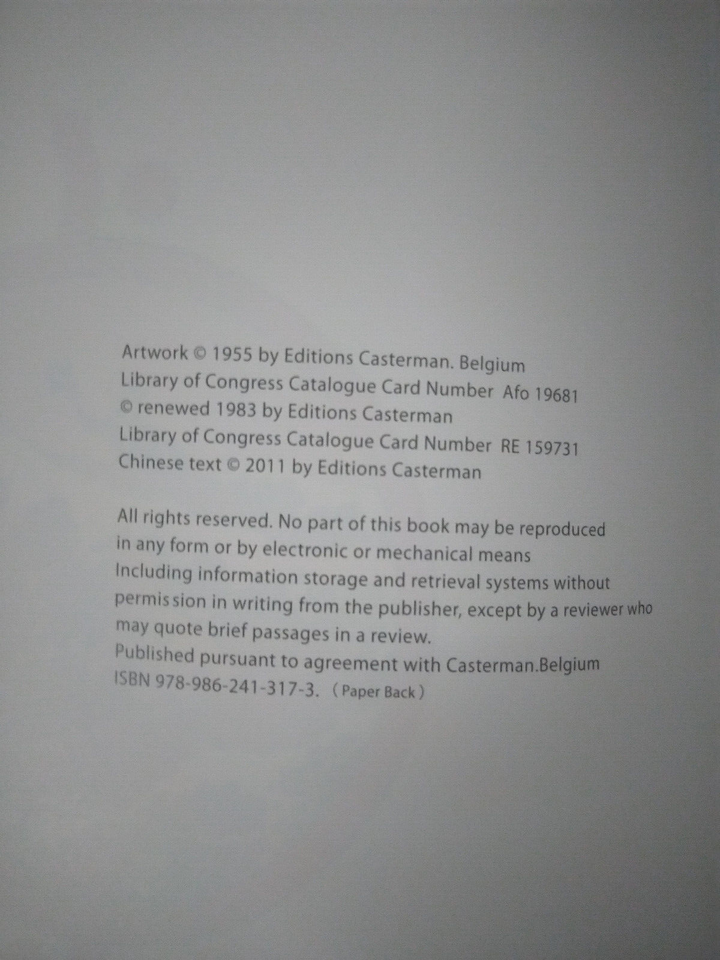 Artwork © 1955 by Editions Casterman. Belgium
Library of Congress Catalogue Card Number Afo 19681
© renewed 1983 by Editions Casterman
Library of Congress Catalogue Card Number RE 159731
Chinese text © 2011 by Editions Casterman
All rights reserved. No part of this book may be reproduced
in any form or by electronic or mechanical means
Including information storage and retrieval systems without
permission in writing from the publisher, except by a reviewer who
may quote brief passages in a review.
Published pursuant to agreement with Casterman.Belgium
ISBN 978-986-241-317-3.（Paper Back）